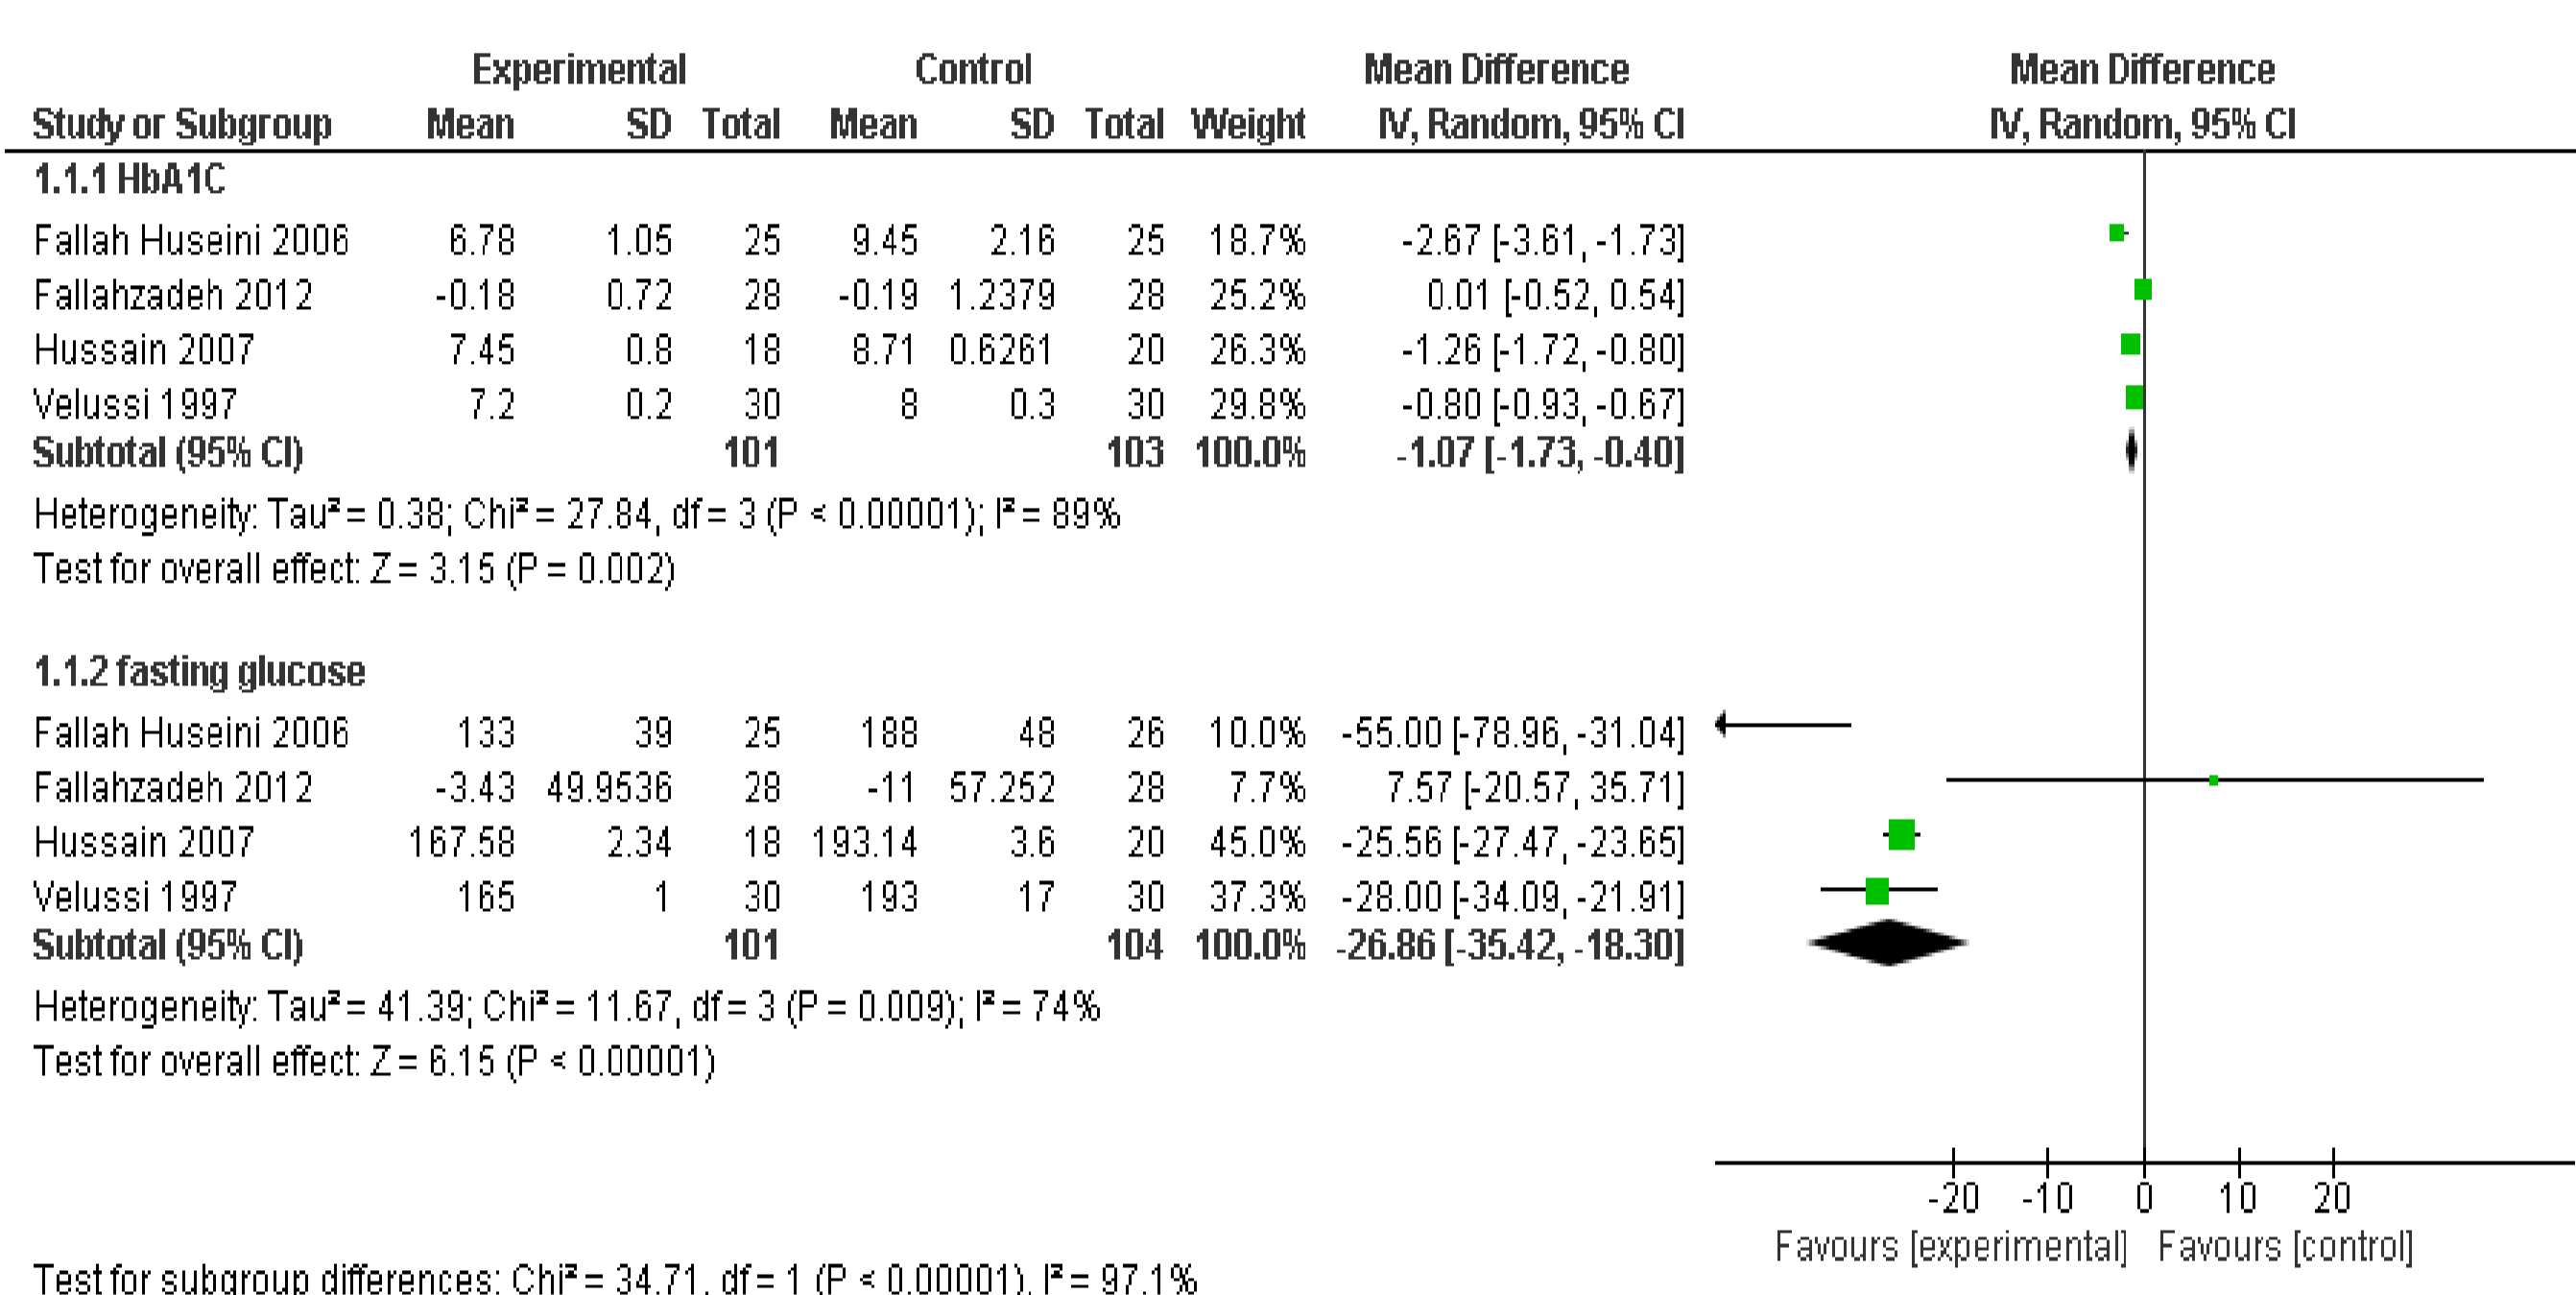 Experimental Control Mean Difference Mean Difference
Study or Subgroup Mean SD Total Mean SD Total Weight IV, Random, 95% CI IV, Random, 95% CI
1.1.1 HbA1C
Fallah Huseini 2006 6.78 1.05 25 9.45 2.16 25 18.7% -2.67 [-3.61, -1.73]
Fallahzadeh 2012 -0.18 0.72 28 -0.19 1.2379 28 25.2% 0.01 [-0.52, 0.54]
Hussain 2007 7.45 0.8 18 8.71 0.6261 20 26.3% -1.26 [-1.72, -0.80]
Velussi 1997 7.2 0.2 30 8 0.3 30 29.8% -0.80 [-0.93, -0.67]
Subtotal (95% CI) 101 103 100.0% -1.07 [-1.73, -0.40]
Heterogeneity: Tau² = 0.38; Chi² = 27.84, df = 3 (P < 0.00001); I² = 89%
Test for overall effect: Z = 3.15 (P = 0.002)
1.1.2 fasting glucose
Fallah Huseini 2006 133 39 25 188 48 26 10.0% -55.00 [-78.96, -31.04]
Fallahzadeh 2012 -3.43 49.9536 28 -11 57.252 28 7.7% 7.57 [-20.57, 35.71]
Hussain 2007 167.58 2.34 18 193.14 3.6 20 45.0% -25.56 [-27.47, -23.65]
Velussi 1997 165 1 30 193 17 30 37.3% -28.00 [-34.09, -21.91]
Subtotal (95% CI) 101 104 100.0% -26.86 [-35.42, -18.30]
Heterogeneity: Tau² = 41.39; Chi² = 11.67, df = 3 (P = 0.009); I² = 74%
Test for overall effect: Z = 6.15 (P < 0.00001)
-20 -10 0 10 20
Favours [experimental] Favours [control]
Test for subgroup differences: Chi² = 34.71, df = 1 (P < 0.00001), I² = 97.1%